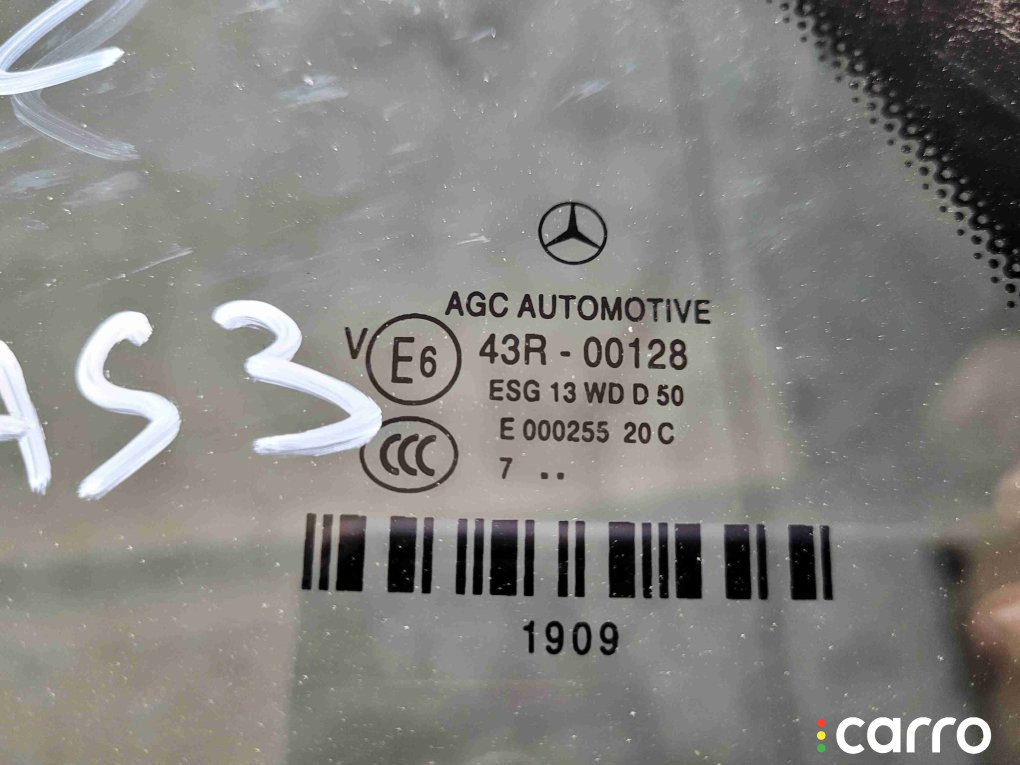 AGC AUTOMOTIVE
V E6 43R - 00128
ESG 13 WD D 50
E 000255 20 C
CCC 7 ..
AS3
1909
carro